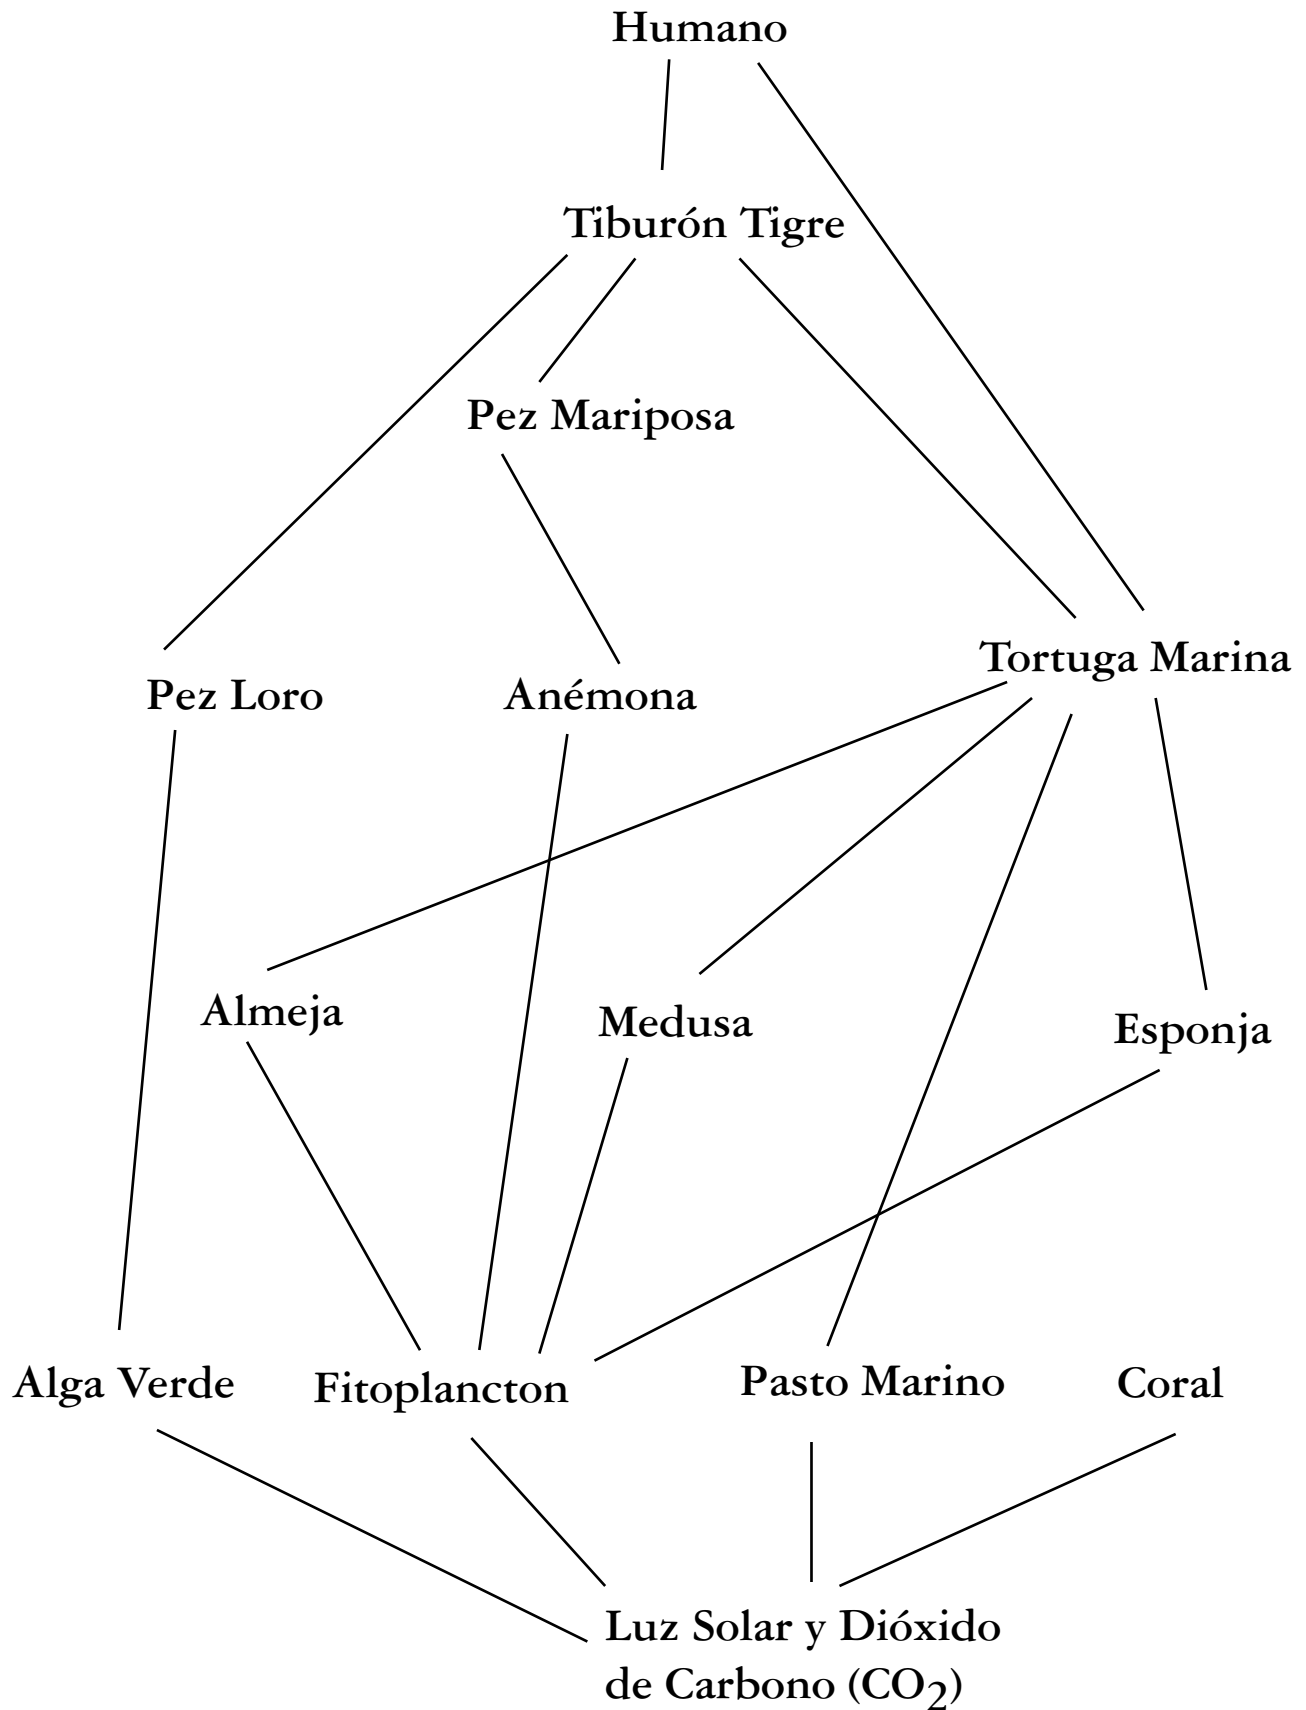 Humano
Tiburón Tigre
Pez Mariposa
Tortuga Marina
Pez Loro
Anémona
Almeja
Medusa
Esponja
Alga Verde
Fitoplancton
Pasto Marino
Coral
Luz Solar y Dióxido
de Carbono (CO₂)